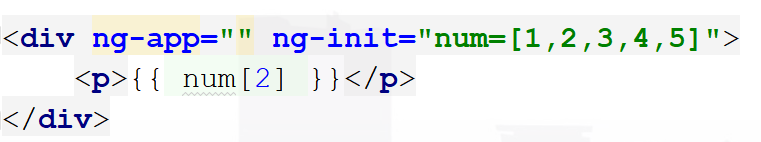 <div ng-app="" ng-init="num=[1,2,3,4,5]">
    <p>{{ num[2] }}</p>
</div>